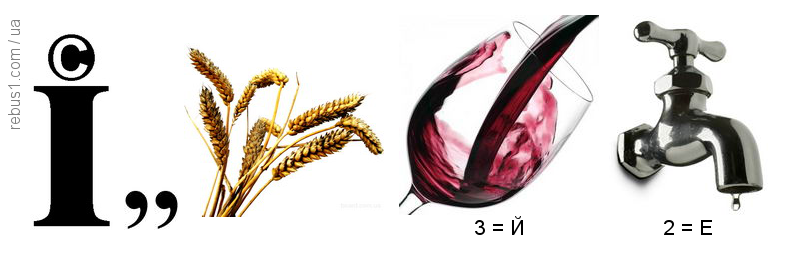 rebus1.com/ua
©
і,,
3 = Й
2 = Е